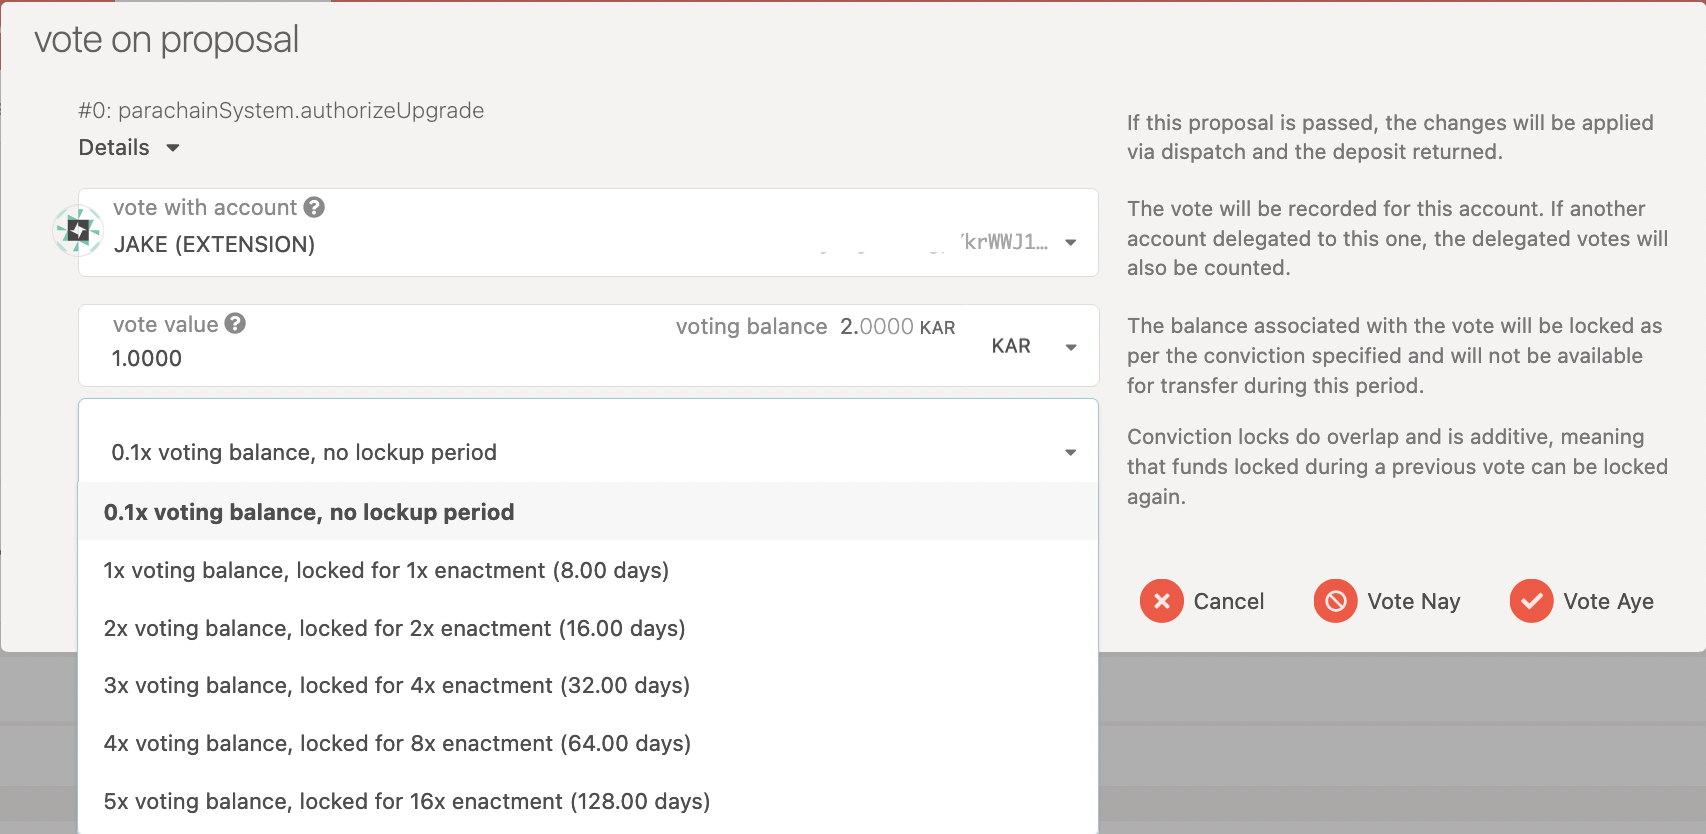 vote on proposal
#0: parachainSystem.authorizeUpgrade
Details
vote with account
JAKE (EXTENSION)
krWWJ1…
vote value
1.0000
voting balance 2.0000 KAR
KAR
0.1x voting balance, no lockup period
0.1x voting balance, no lockup period
1x voting balance, locked for 1x enactment (8.00 days)
2x voting balance, locked for 2x enactment (16.00 days)
3x voting balance, locked for 4x enactment (32.00 days)
4x voting balance, locked for 8x enactment (64.00 days)
5x voting balance, locked for 16x enactment (128.00 days)
If this proposal is passed, the changes will be applied
via dispatch and the deposit returned.
The vote will be recorded for this account. If another
account delegated to this one, the delegated votes will
also be counted.
The balance associated with the vote will be locked as
per the conviction specified and will not be available
for transfer during this period.
Conviction locks do overlap and is additive, meaning
that funds locked during a previous vote can be locked
again.
Cancel
Vote Nay
Vote Aye